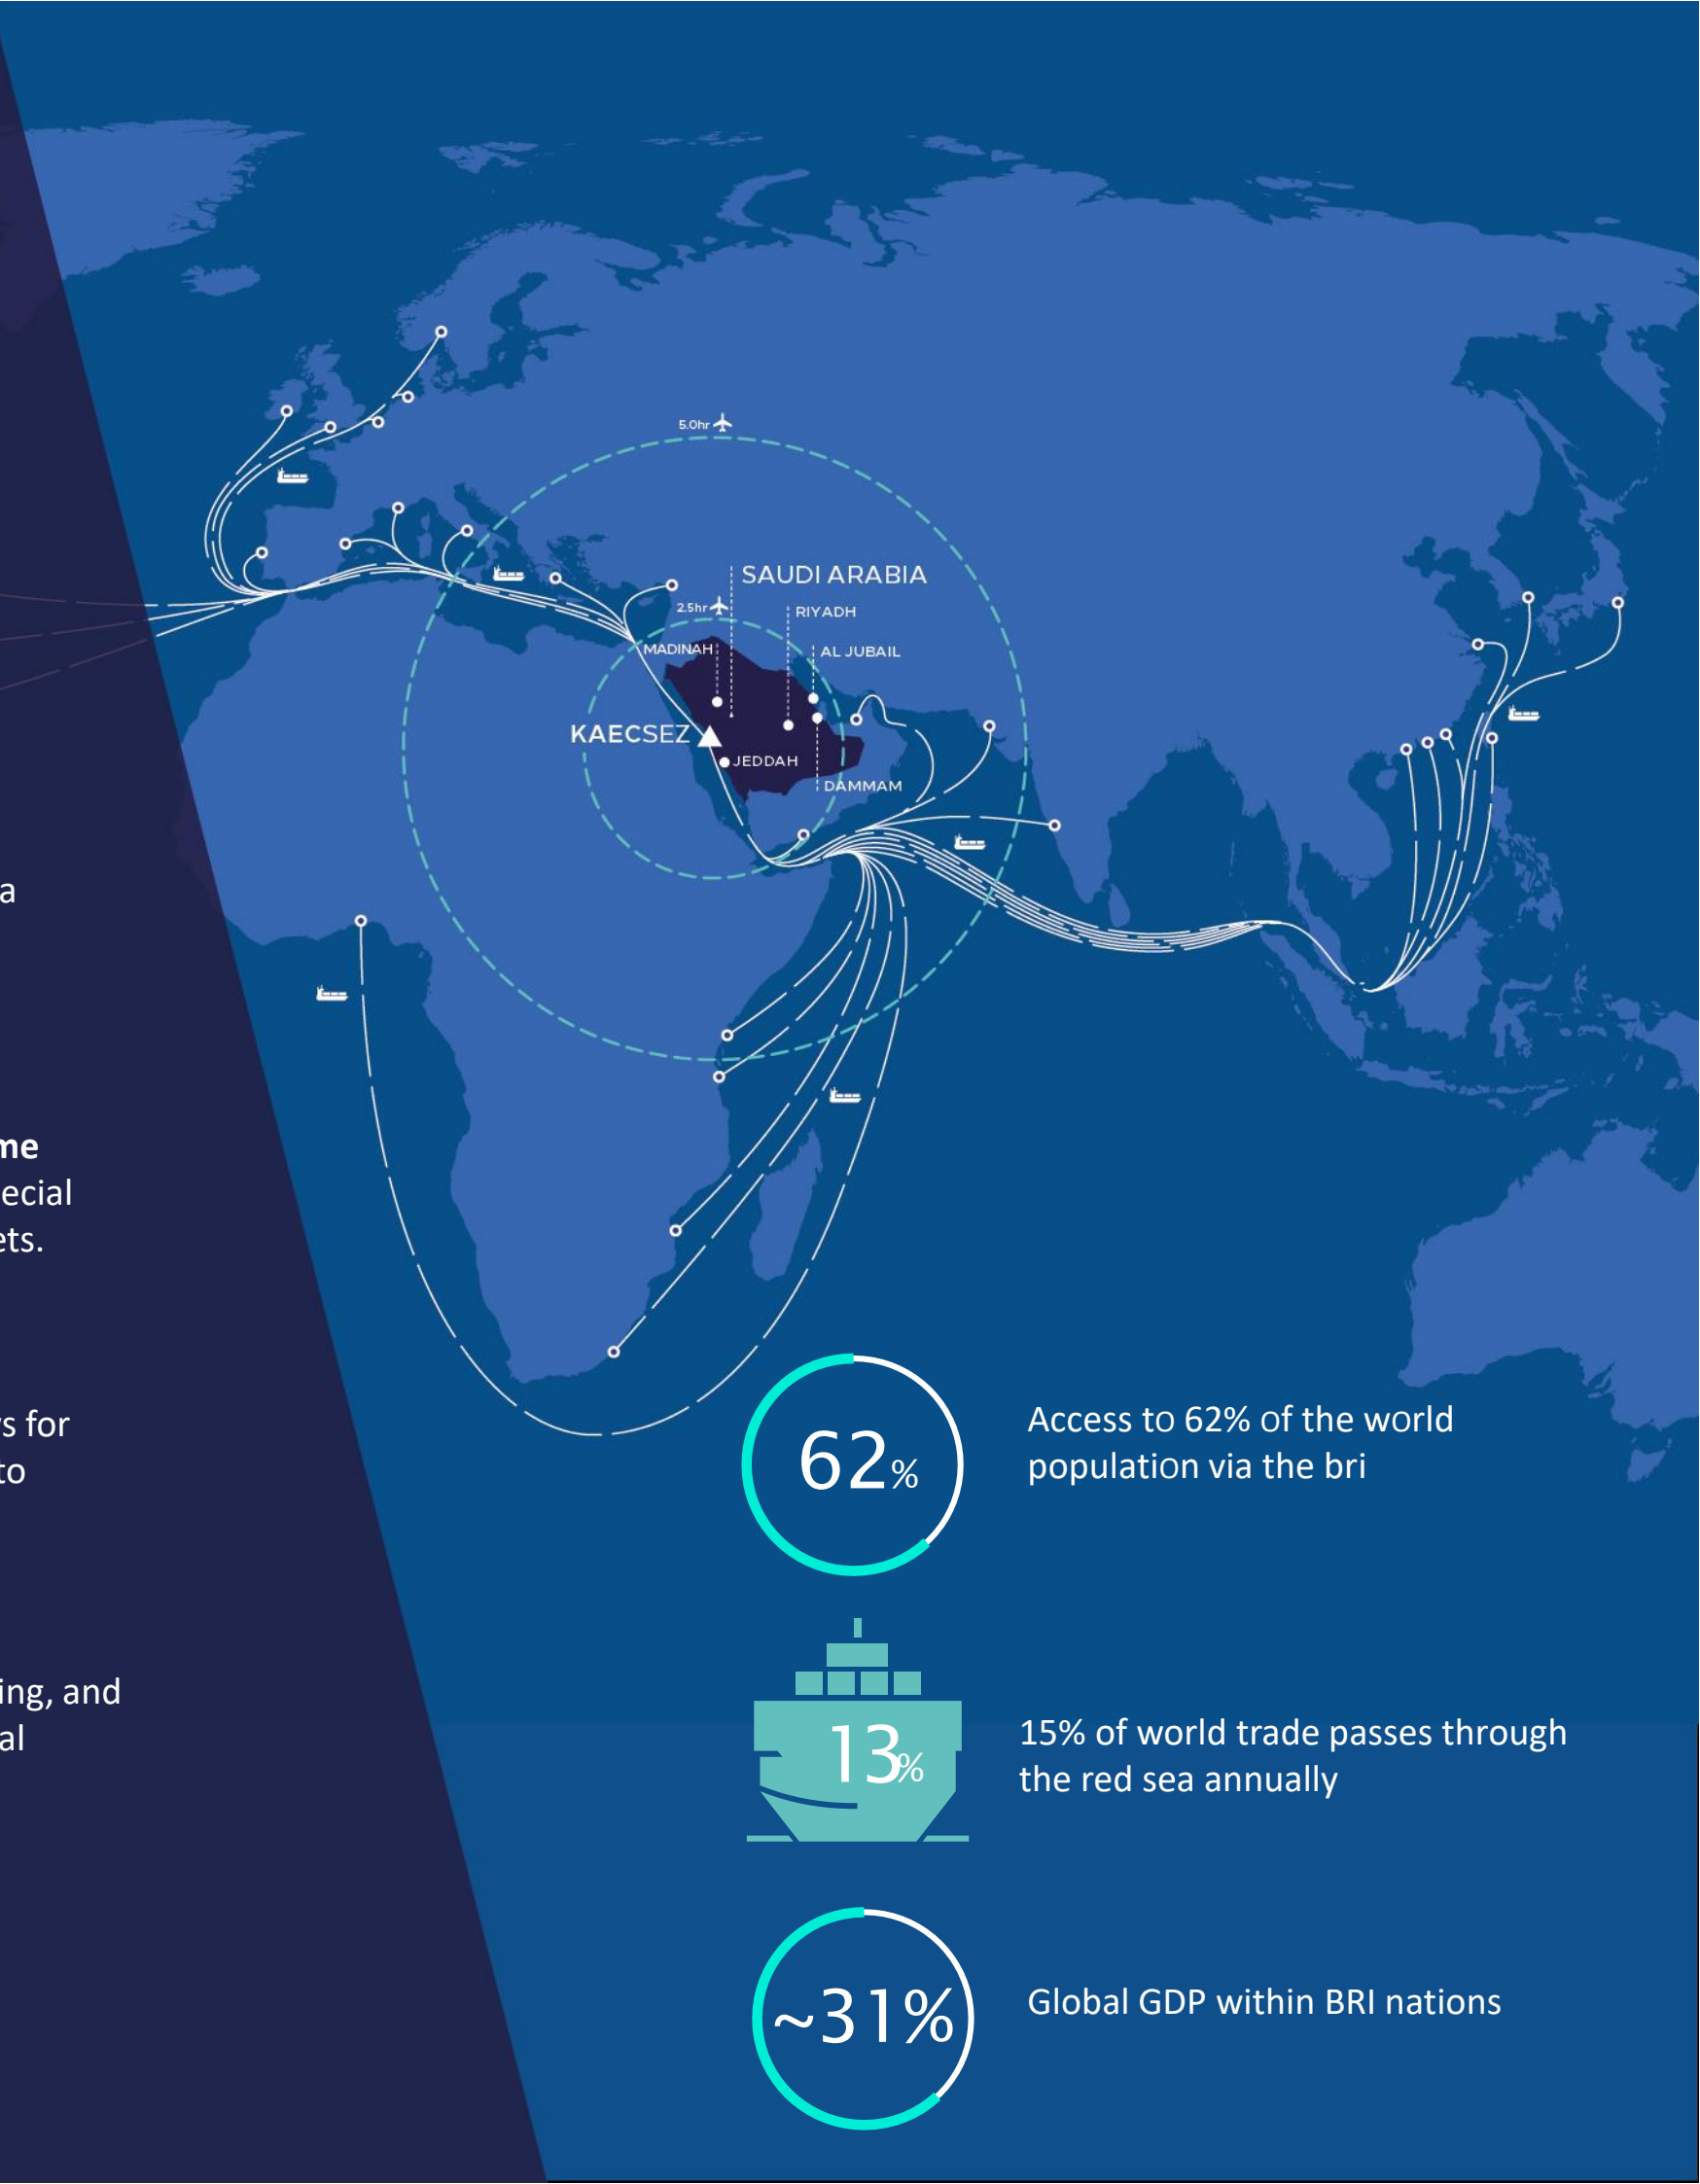 5.0hr
SAUDI ARABIA
2.5hr
RIYADH
MADINAH
AL JUBAIL
KAECSEZ
JEDDAH
DAMMAM
a
me
ecial
ets.
s for
to
ing, and
al
62%
Access to 62% of the world
population via the bri
13%
15% of world trade passes through
the red sea annually
~31%
Global GDP within BRI nations